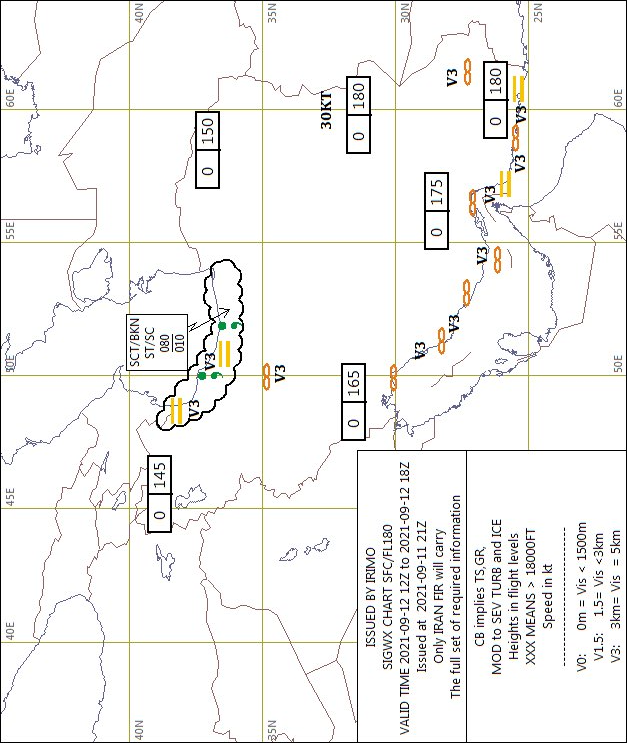 40E
45E
50E
55E
60E
40N
40N
SCT/BKN
ST/SC
080
010
0 145
V3
V3
0 150
35N
35N
V3
30KT
0 165
0 180
30N
V3
0 175
V3
V3
V3
V3
0 180
V3
V3
25N
ISSUED BY IRIMO
SIGWX CHART SFC/FL180
VALID TIME 2021-09-12 12Z to 2021-09-12 18Z
Issued at 2021-09-11 21Z
Only IRAN FIR will carry
The full set of required information
CB implies TS,GR,
MOD to SEV TURB and ICE
Heights in flight levels
XXX MEANS > 18000FT
Speed in kt
------------------------
V0: 0m = Vis < 1500m
V1.5: 1.5= Vis <3km
V3: 3km= Vis = 5km